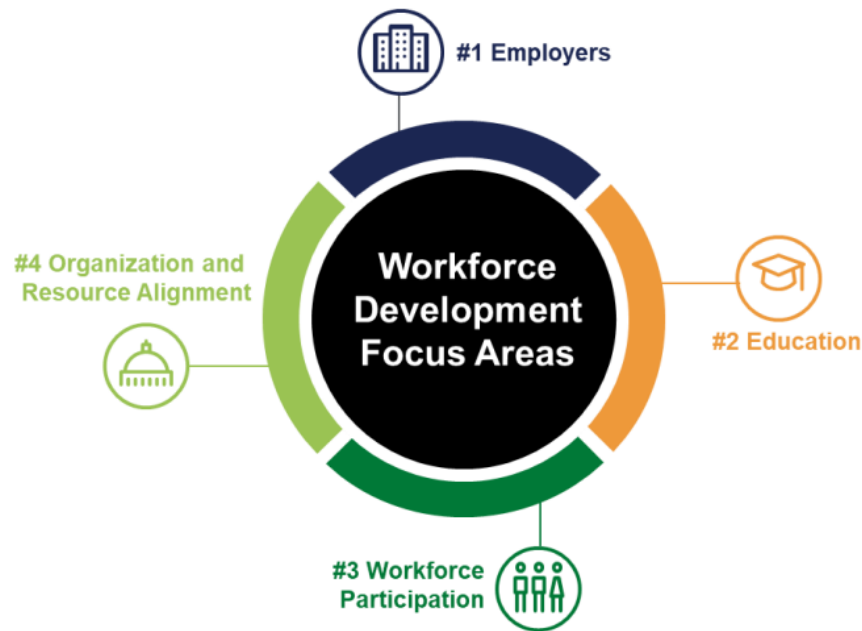 #1 Employers
Workforce
Development
Focus Areas
#2 Education
#3 Workforce
Participation
#4 Organization and
Resource Alignment